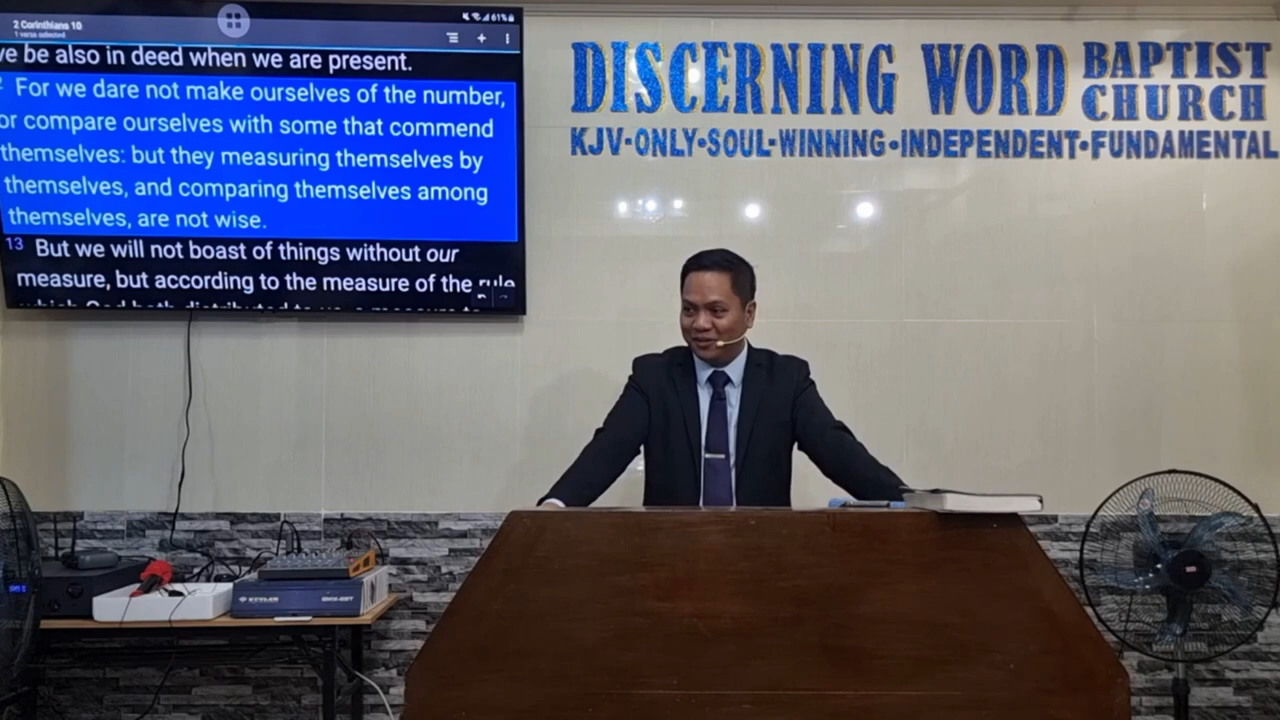 2 Corinthians 10
1 verse selected
61%
ve be also in deed when we are present.
For we dare not make ourselves of the number,
or compare ourselves with some that commend
themselves: but they measuring themselves by
themselves, and comparing themselves among
themselves, are not wise.
13 But we will not boast of things without our
measure, but according to the measure of the rule
DISCERNING WORD BAPTIST
CHURCH
KJV-ONLY•SOUL-WINNING•INDEPENDENT•FUNDAMENTAL
KEVLER